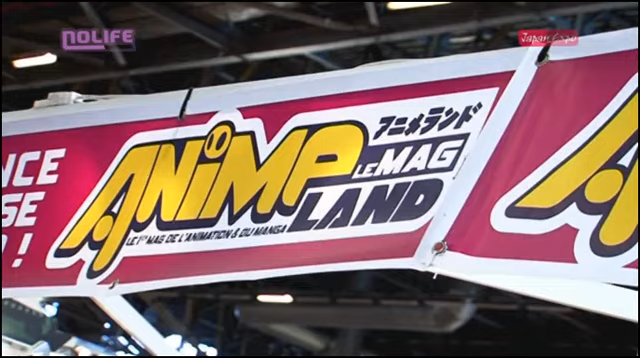 NOLIFE
Japan Expo
NCE
SE
!
ANiMe
アニメランド
LE MAG
LAND
LE 1ER MAG DE L'ANIMATION & DU MANGA